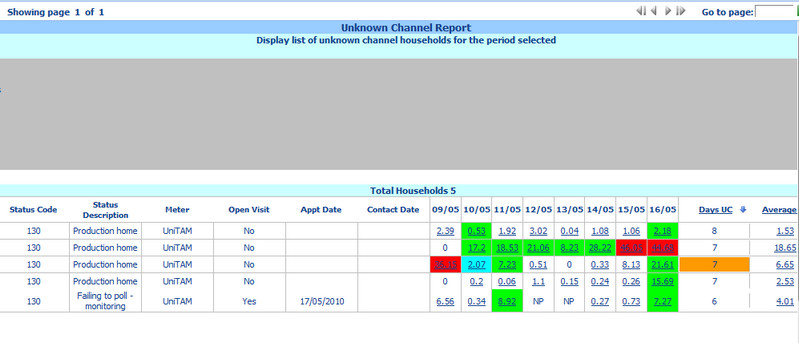 Showing page 1 of 1 Go to page:
Unknown Channel Report
Display list of unknown channel households for the period selected
Total Households 5
Status Code Status Description Meter Open Visit Appt Date Contact Date 09/05 10/05 11/05 12/05 13/05 14/05 15/05 16/05 Days UC Average
130 Production home UniTAM No 2.39 0.53 1.92 3.02 0.04 1.08 1.06 2.18 8 1.53
130 Production home UniTAM No 0 17.2 18.53 21.06 8.23 28.22 7 18.65
130 Production home UniTAM No 2.07 7.23 0.51 0 0.33 8.13 21.61 7 6.65
130 Production home UniTAM No 0 0.2 0.06 1.1 0.15 0.24 0.26 15.69 7 2.53
130 Failing to poll - monitoring UniTAM Yes 17/05/2010 6.56 0.34 8.92 NP NP 0.27 0.73 7.27 6 4.01